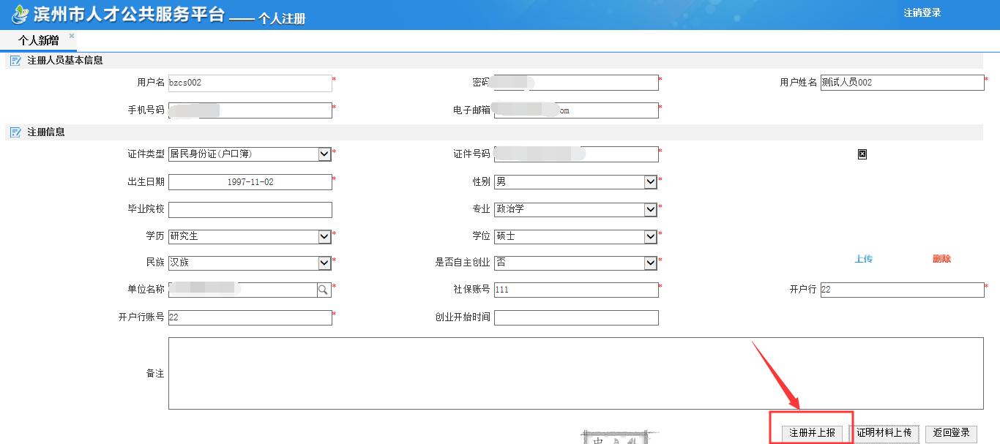 滨州市人才公共服务平台 —— 个人注册 注销登录
个人新增
注册人员基本信息
用户名 bzcs002 * 密码 * 用户姓名 测试人员002 *
手机号码 * 电子邮箱 om *
注册信息
证件类型 居民身份证(户口簿) * 证件号码 *
出生日期 1997-11-02 * 性别 男 *
毕业院校 专业 政治学 *
学历 研究生 * 学位 硕士 *
民族 汉族 * 是否自主创业 否 * 上传 删除
单位名称 * 社保账号 111 * 开户行 22 *
开户行账号 22 * 创业开始时间
备注
注册并上报 证明材料上传 返回登录